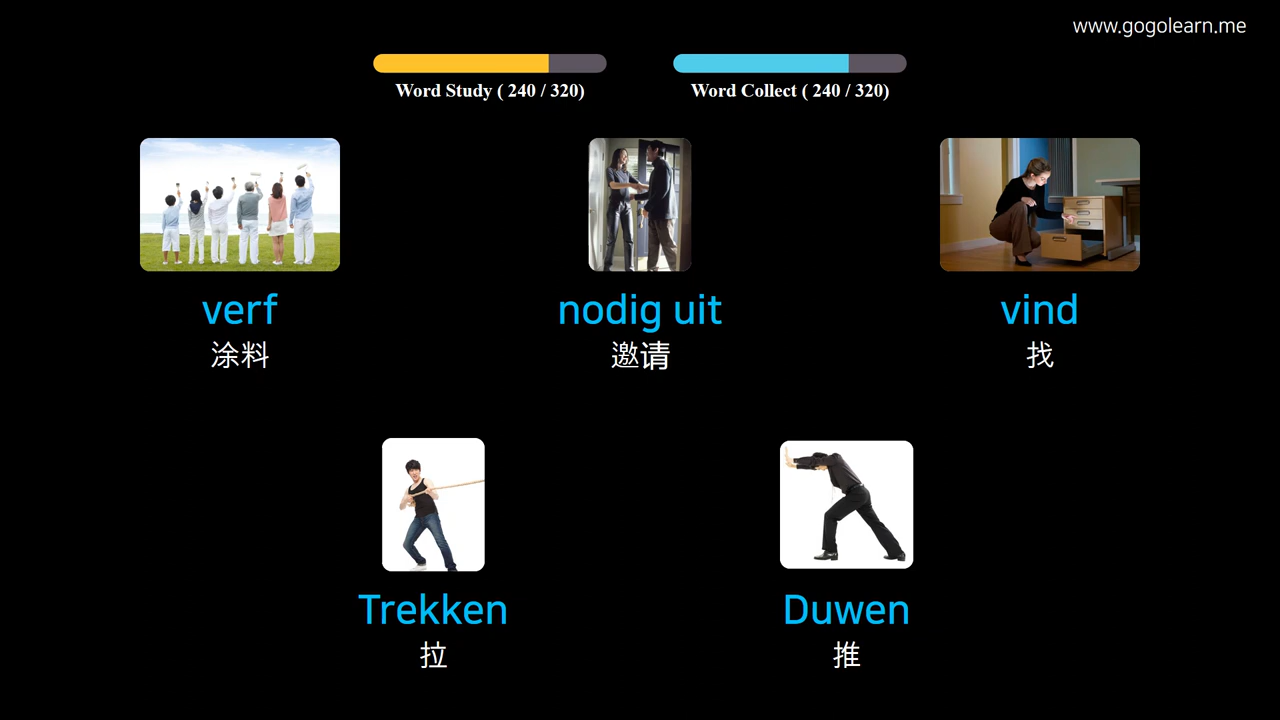 www.gogolearn.me
Word Study ( 240 / 320)
Word Collect ( 240 / 320)
verf
涂料
nodig uit
邀请
vind
找
Trekken
拉
Duwen
推